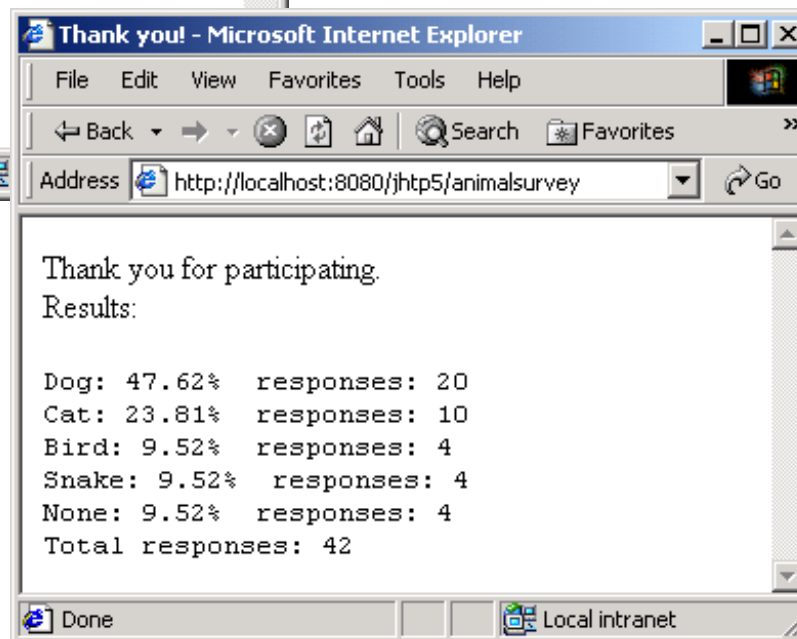 Thank you! - Microsoft Internet Explorer
File Edit View Favorites Tools Help
Back Search Favorites »
Address http://localhost:8080/jhtp5/animalsurvey Go
Thank you for participating.
Results:
Dog: 47.62% responses: 20
Cat: 23.81% responses: 10
Bird: 9.52% responses: 4
Snake: 9.52% responses: 4
None: 9.52% responses: 4
Total responses: 42
Done Local intranet